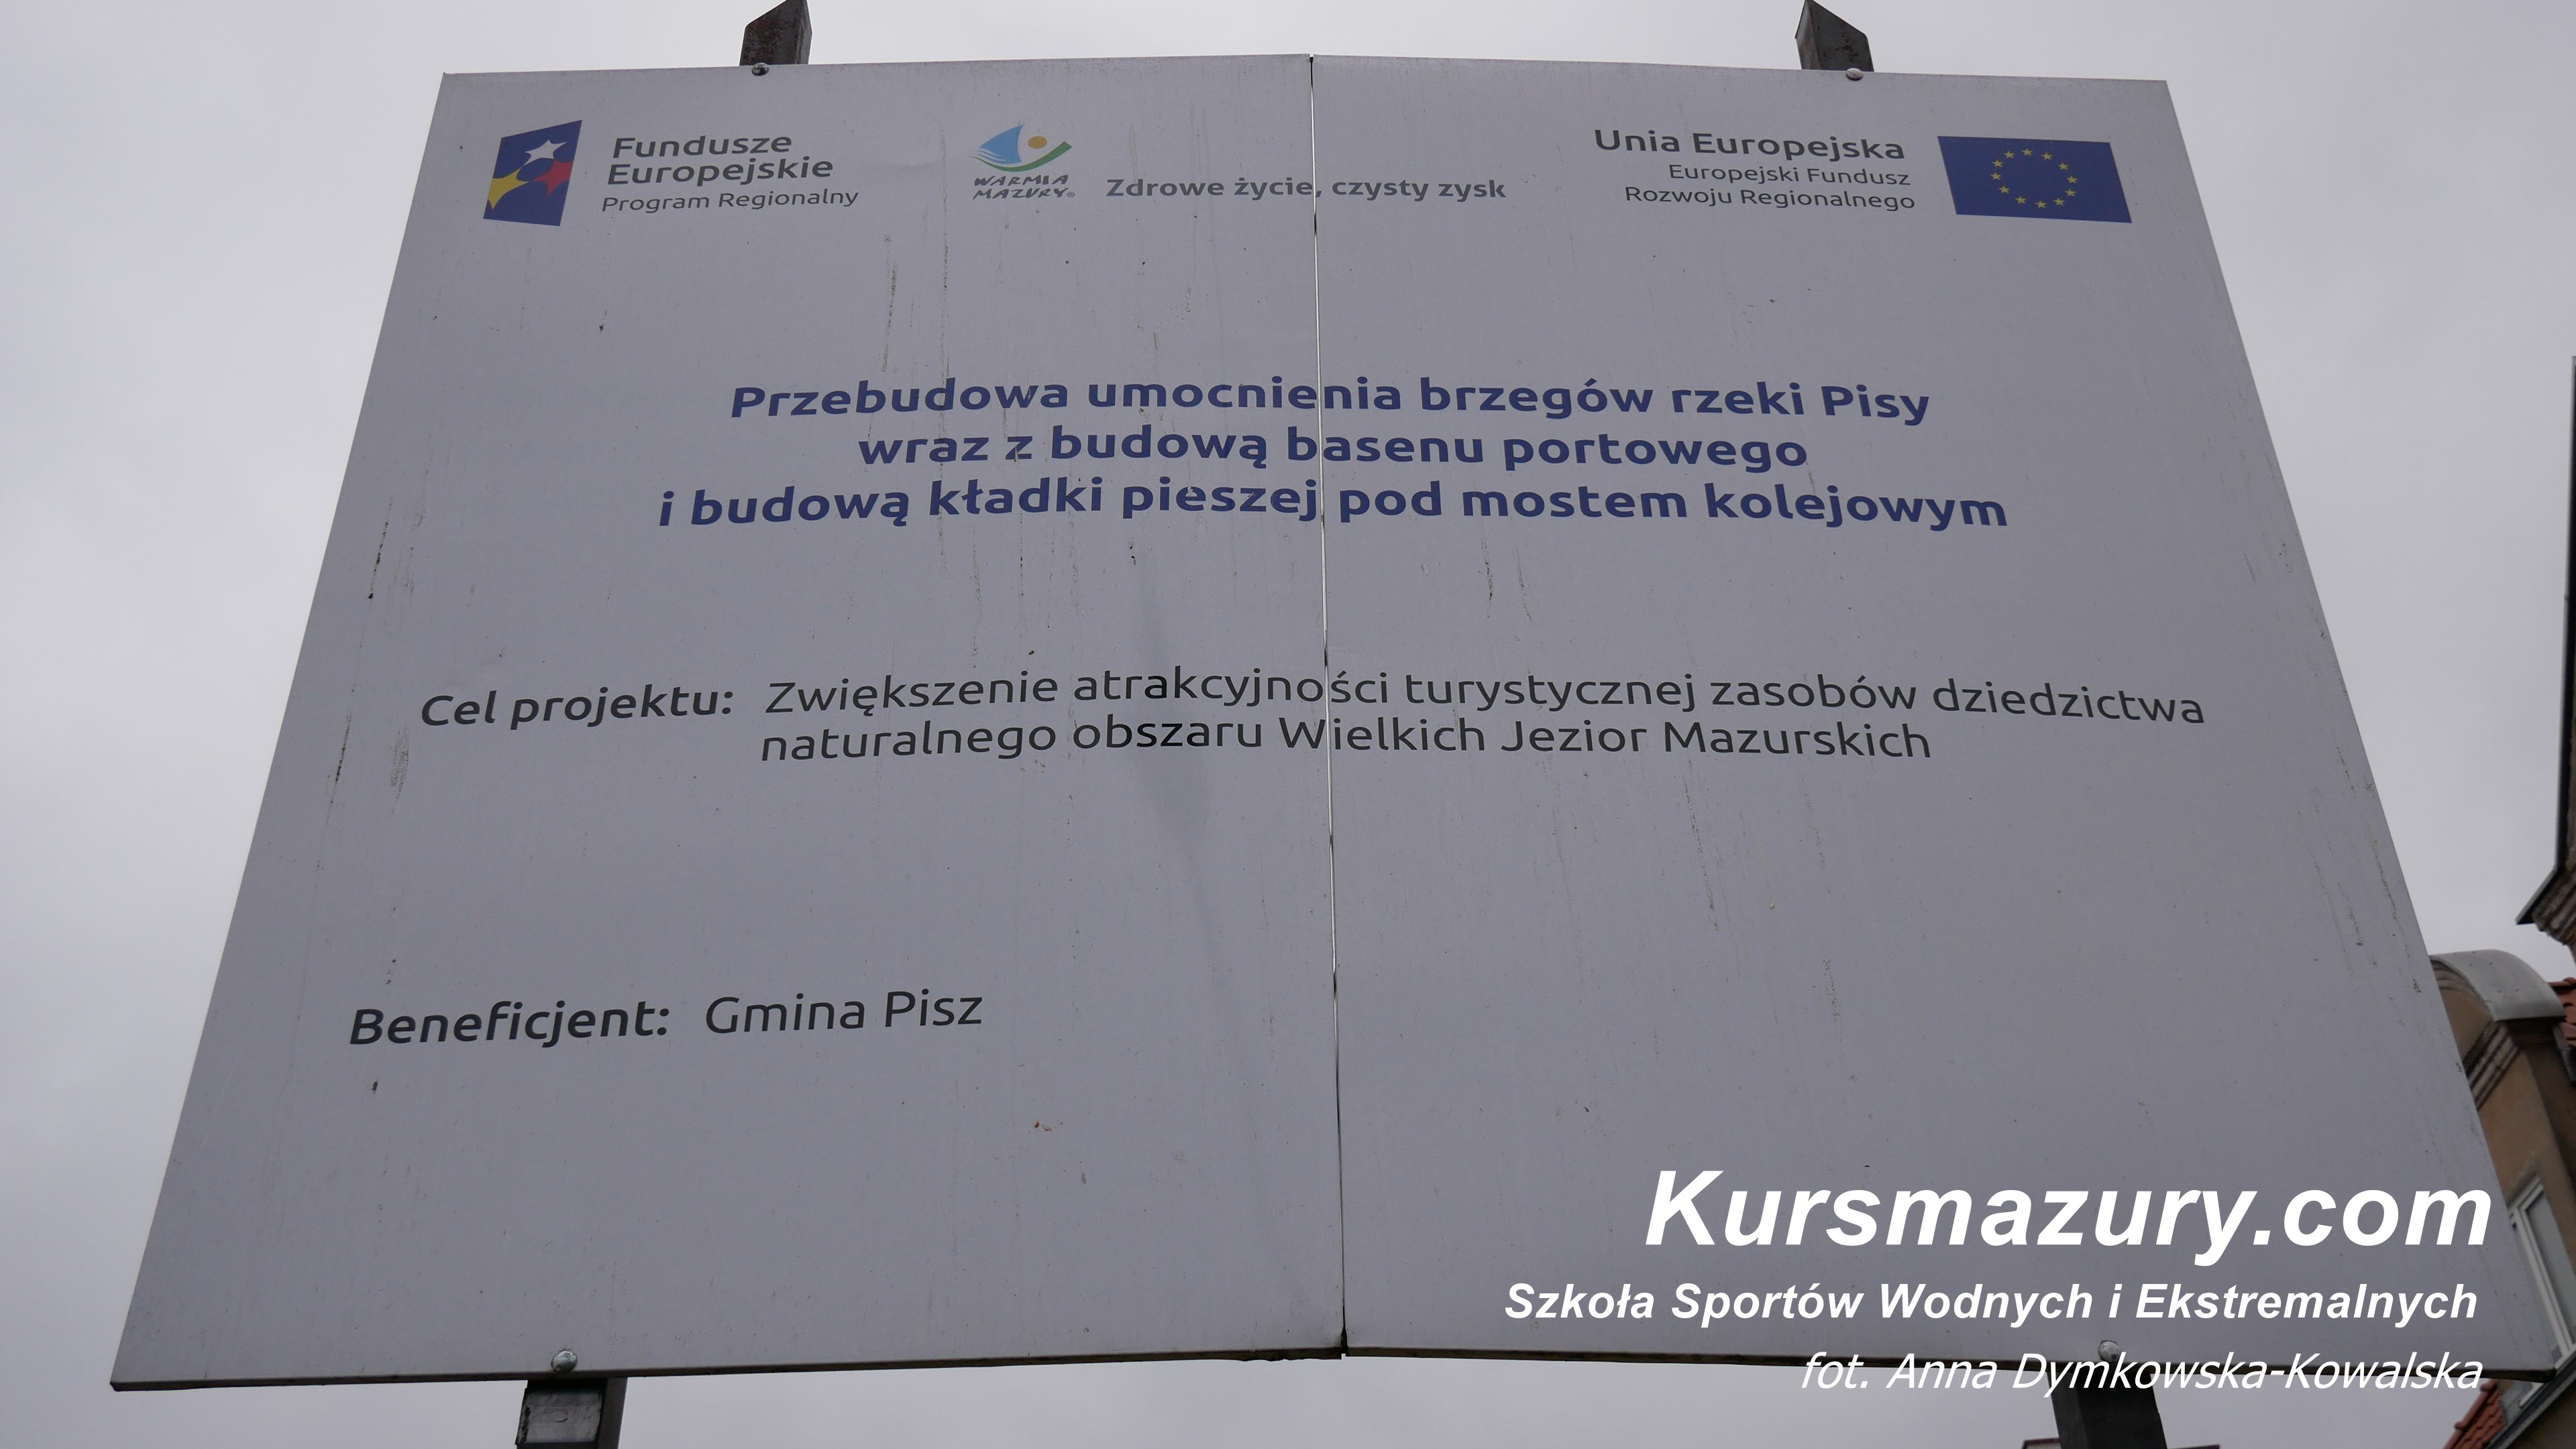 Fundusze
Europejskie
Program Regionalny
WARMIA
MAZURY®
Zdrowe życie, czysty zysk
Unia Europejska
Europejski Fundusz
Rozwoju Regionalnego
Przebudowa umocnienia brzegów rzeki Pisy
wraz z budową basenu portowego
i budową kładki pieszej pod mostem kolejowym
Cel projektu: Zwiększenie atrakcyjności turystycznej zasobów dziedzictwa
naturalnego obszaru Wielkich Jezior Mazurskich
Beneficjent: Gmina Pisz
Kursmazury.com
Szkoła Sportów Wodnych i Ekstremalnych
fot. Anna Dymkowska-Kowalska